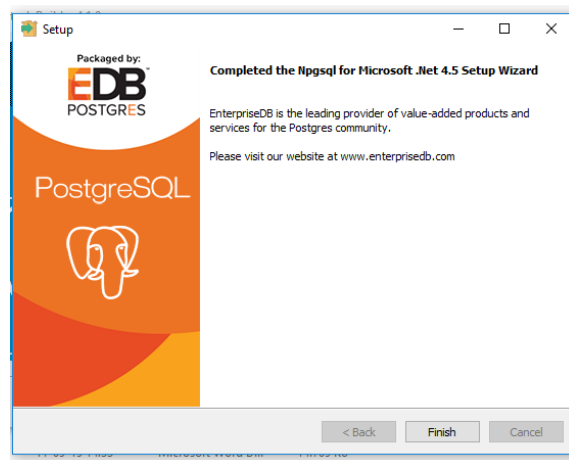 Setup
Packaged by:
EDB
POSTGRES
PostgreSQL
Completed the Npgsql for Microsoft .Net 4.5 Setup Wizard
EnterpriseDB is the leading provider of value-added products and
services for the Postgres community.
Please visit our website at www.enterprisedb.com
< Back
Finish
Cancel